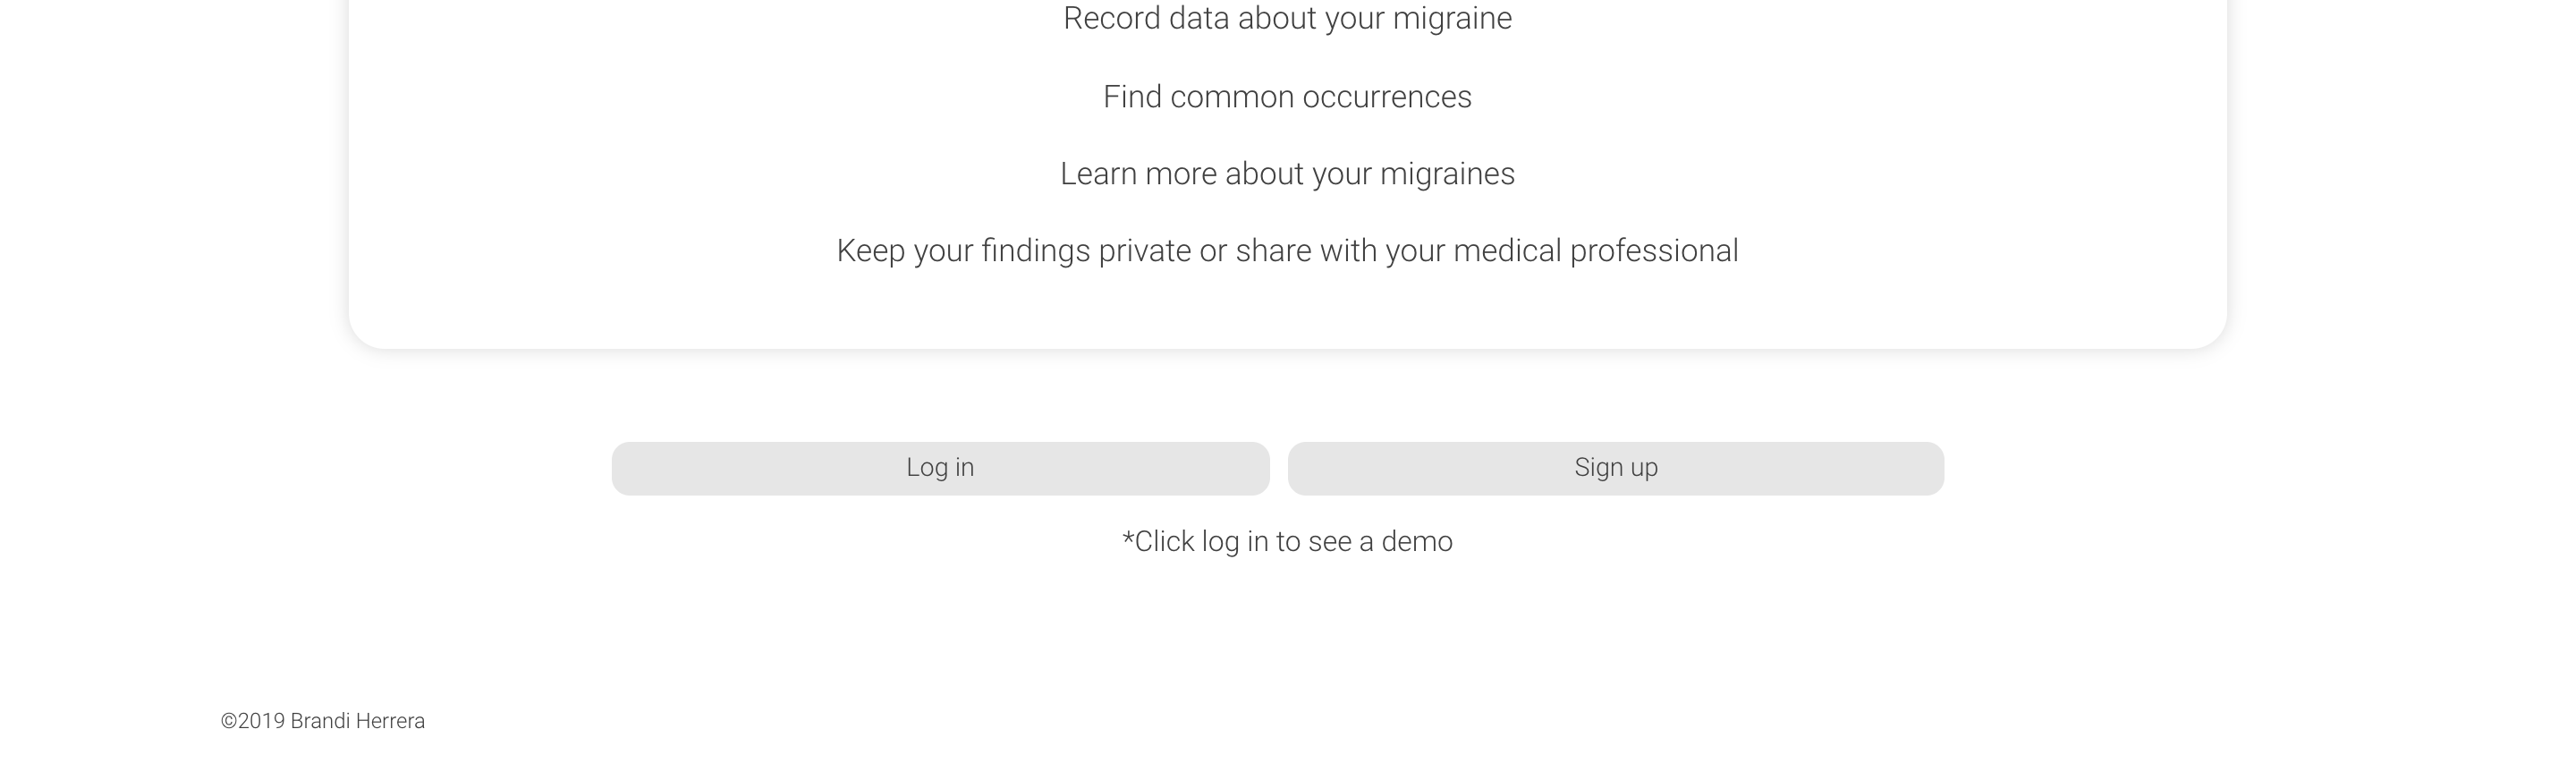 Record data about your migraine
Find common occurrences
Learn more about your migraines
Keep your findings private or share with your medical professional
Log in
Sign up
*Click log in to see a demo
©2019 Brandi Herrera